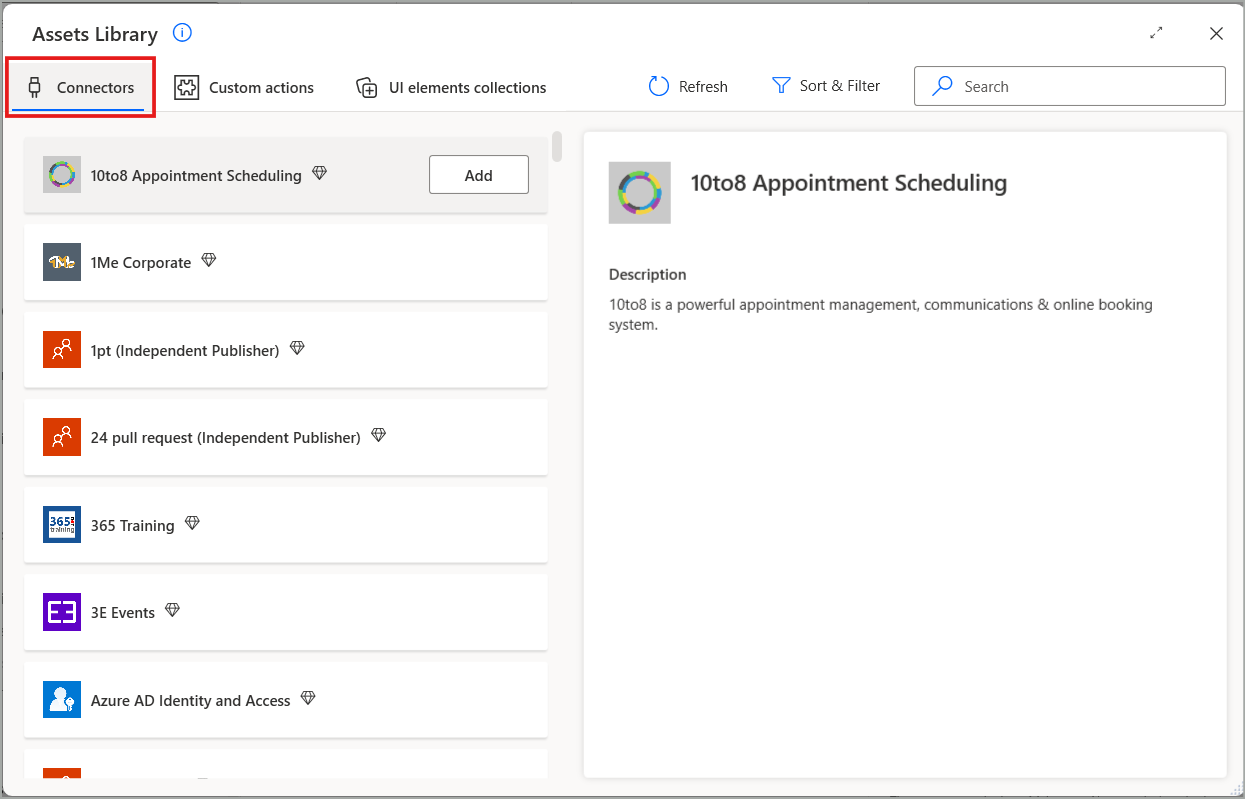 Assets Library
Connectors
Custom actions
UI elements collections
Refresh
Sort & Filter
Search
10to8 Appointment Scheduling
Add
1Me Corporate
1pt (Independent Publisher)
24 pull request (Independent Publisher)
365 Training
3E Events
Azure AD Identity and Access
10to8 Appointment Scheduling
Description
10to8 is a powerful appointment management, communications & online booking
system.